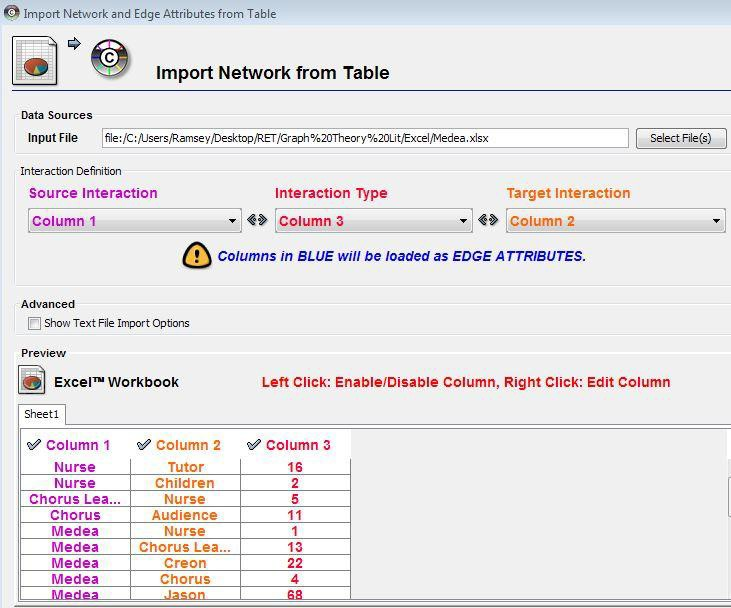 Import Network and Edge Attributes from Table
Import Network from Table
Data Sources
Input File file:/C:/Users/Ramsey/Desktop/RET/Graph%20Theory%20Lit/Excel/Medea.xlsx Select File(s)
Interaction Definition
Source Interaction Interaction Type Target Interaction
Column 1 Column 3 Column 2
Columns in BLUE will be loaded as EDGE ATTRIBUTES.
Advanced
Show Text File Import Options
Preview
Excel™ Workbook Left Click: Enable/Disable Column, Right Click: Edit Column
Sheet1
Column 1 Column 2 Column 3
Nurse Tutor 16
Nurse Children 2
Chorus Lea... Nurse 5
Chorus Audience 11
Medea Nurse 1
Medea Chorus Lea... 13
Medea Creon 22
Medea Chorus 4
Medea Jason 68